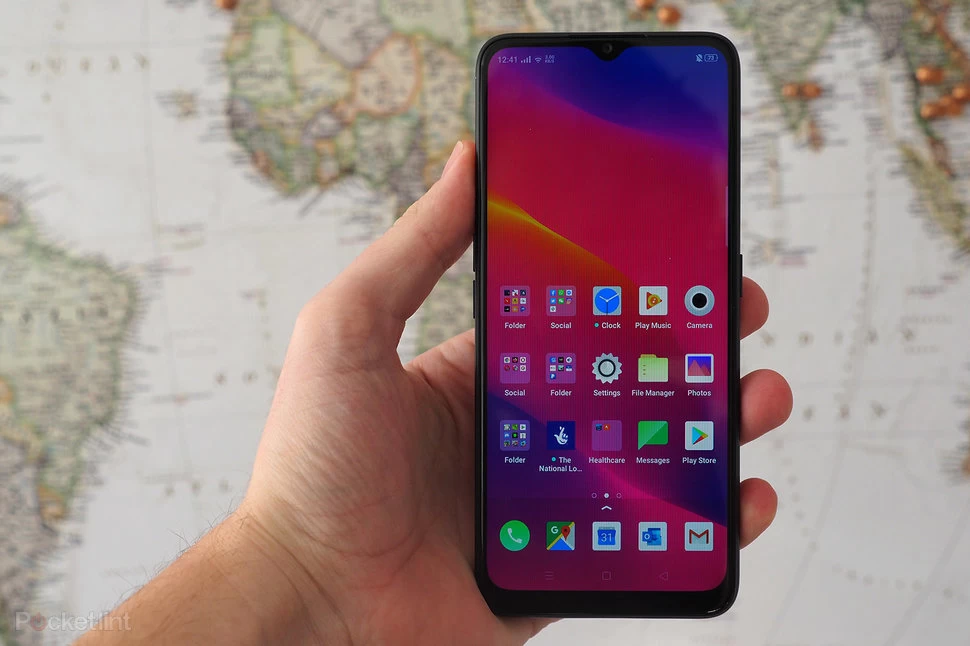 12:41
73
Folder
Social
Clock
Play Music
Camera
Social
Folder
Settings
File Manager
Photos
Folder
The
National Lo...
Healthcare
Messages
Play Store
31
Pocketlint